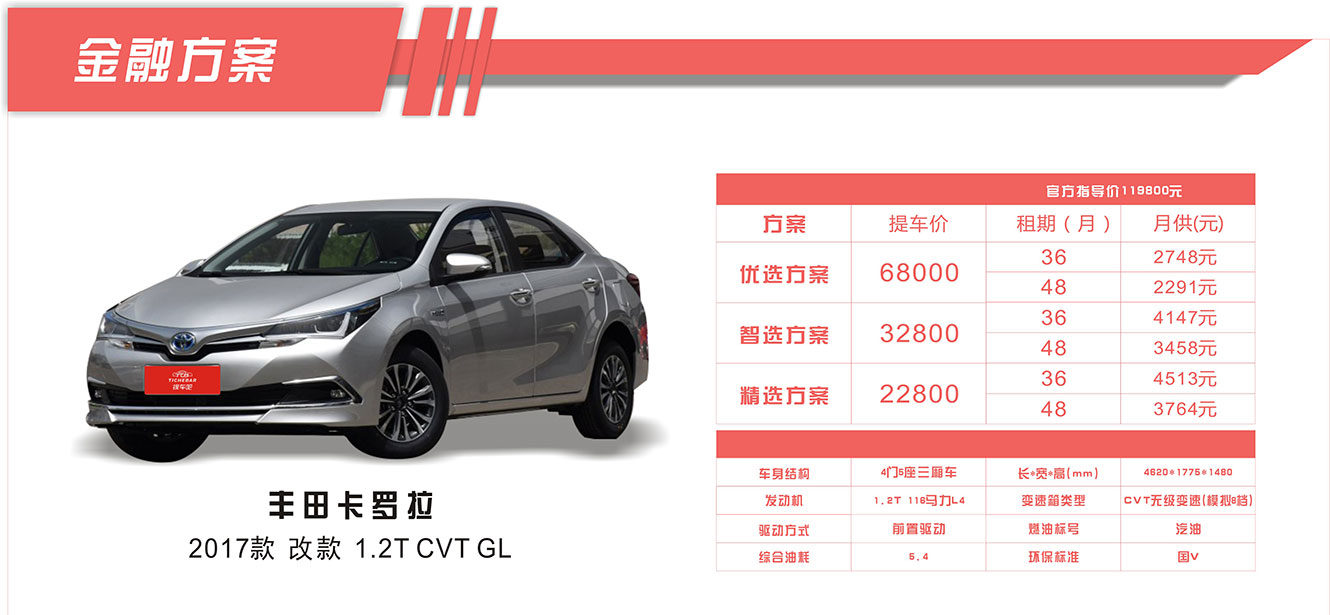 金融方案
官方指导价119800元
方案 提车价 租期(月) 月供(元)
优选方案 68000 36 2748元
48 2291元
智选方案 32800 36 4147元
48 3458元
精选方案 22800 36 4513元
48 3764元
车身结构 4门5座三厢车 长*宽*高(mm) 4620*1775*1480
发动机 1.2T 116马力L4 变速箱类型 CVT无级变速(模拟8档)
驱动方式 前置驱动 燃油标号 汽油
综合油耗 5.4 环保标准 国V
TCB
TICHEBAR
提车吧
丰田卡罗拉
2017款 改款 1.2T CVT GL